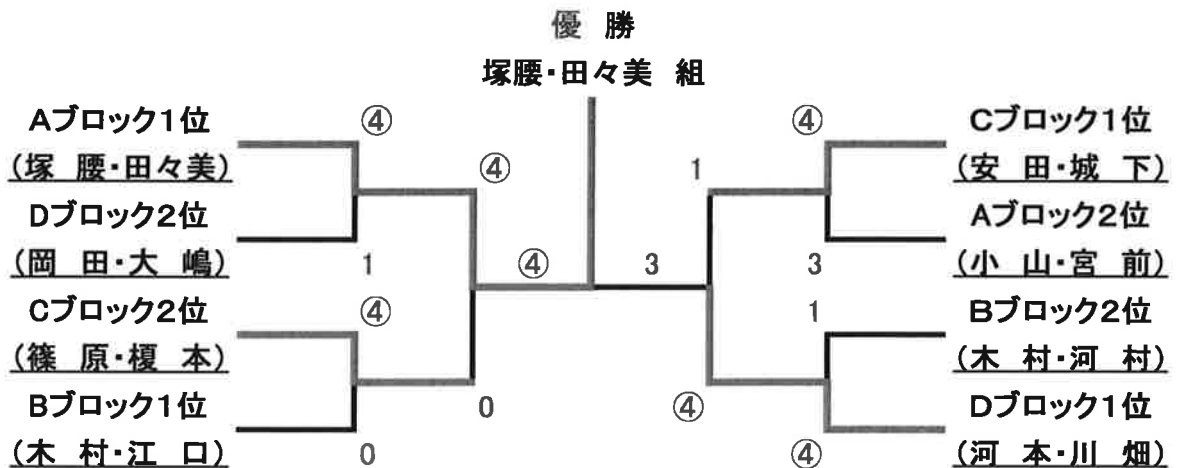 優 勝
塚腰・田々美 組
Aブロック1位
④
④
Cブロック1位
(塚 腰・田々美)
④
1
(安 田・城 下)
Dブロック2位
Aブロック2位
(岡 田・大 嶋)
1
④
3
3
(小 山・宮 前)
Cブロック2位
④
1
Bブロック2位
(篠 原・榎 本)
(木 村・河 村)
Bブロック1位
0
④
Dブロック1位
(木 村・江 口)
0
④
(河 本・川 畑)